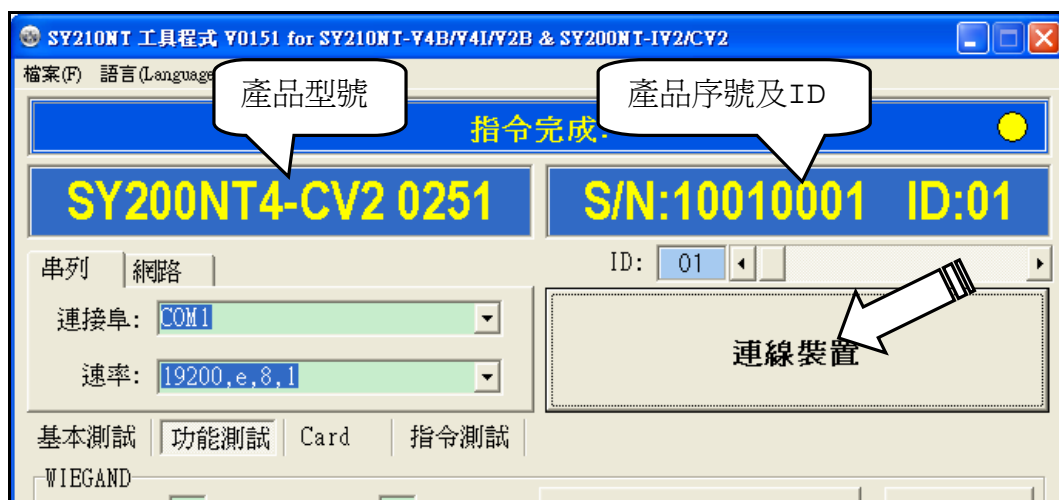 SY210NT 工具程式 V0151 for SY210NT-V4B/V4I/V2B & SY200NT-IV2/CV2
檔案(F) 語言(Language
產品型號
產品序號及ID
指令完成.
SY200NT4-CV2 0251
S/N:10010001 ID:01
串列 網路
ID: 01
連接阜: COM1
速率: 19200,e,8,1
連線裝置
基本測試 功能測試 Card 指令測試
WIEGAND